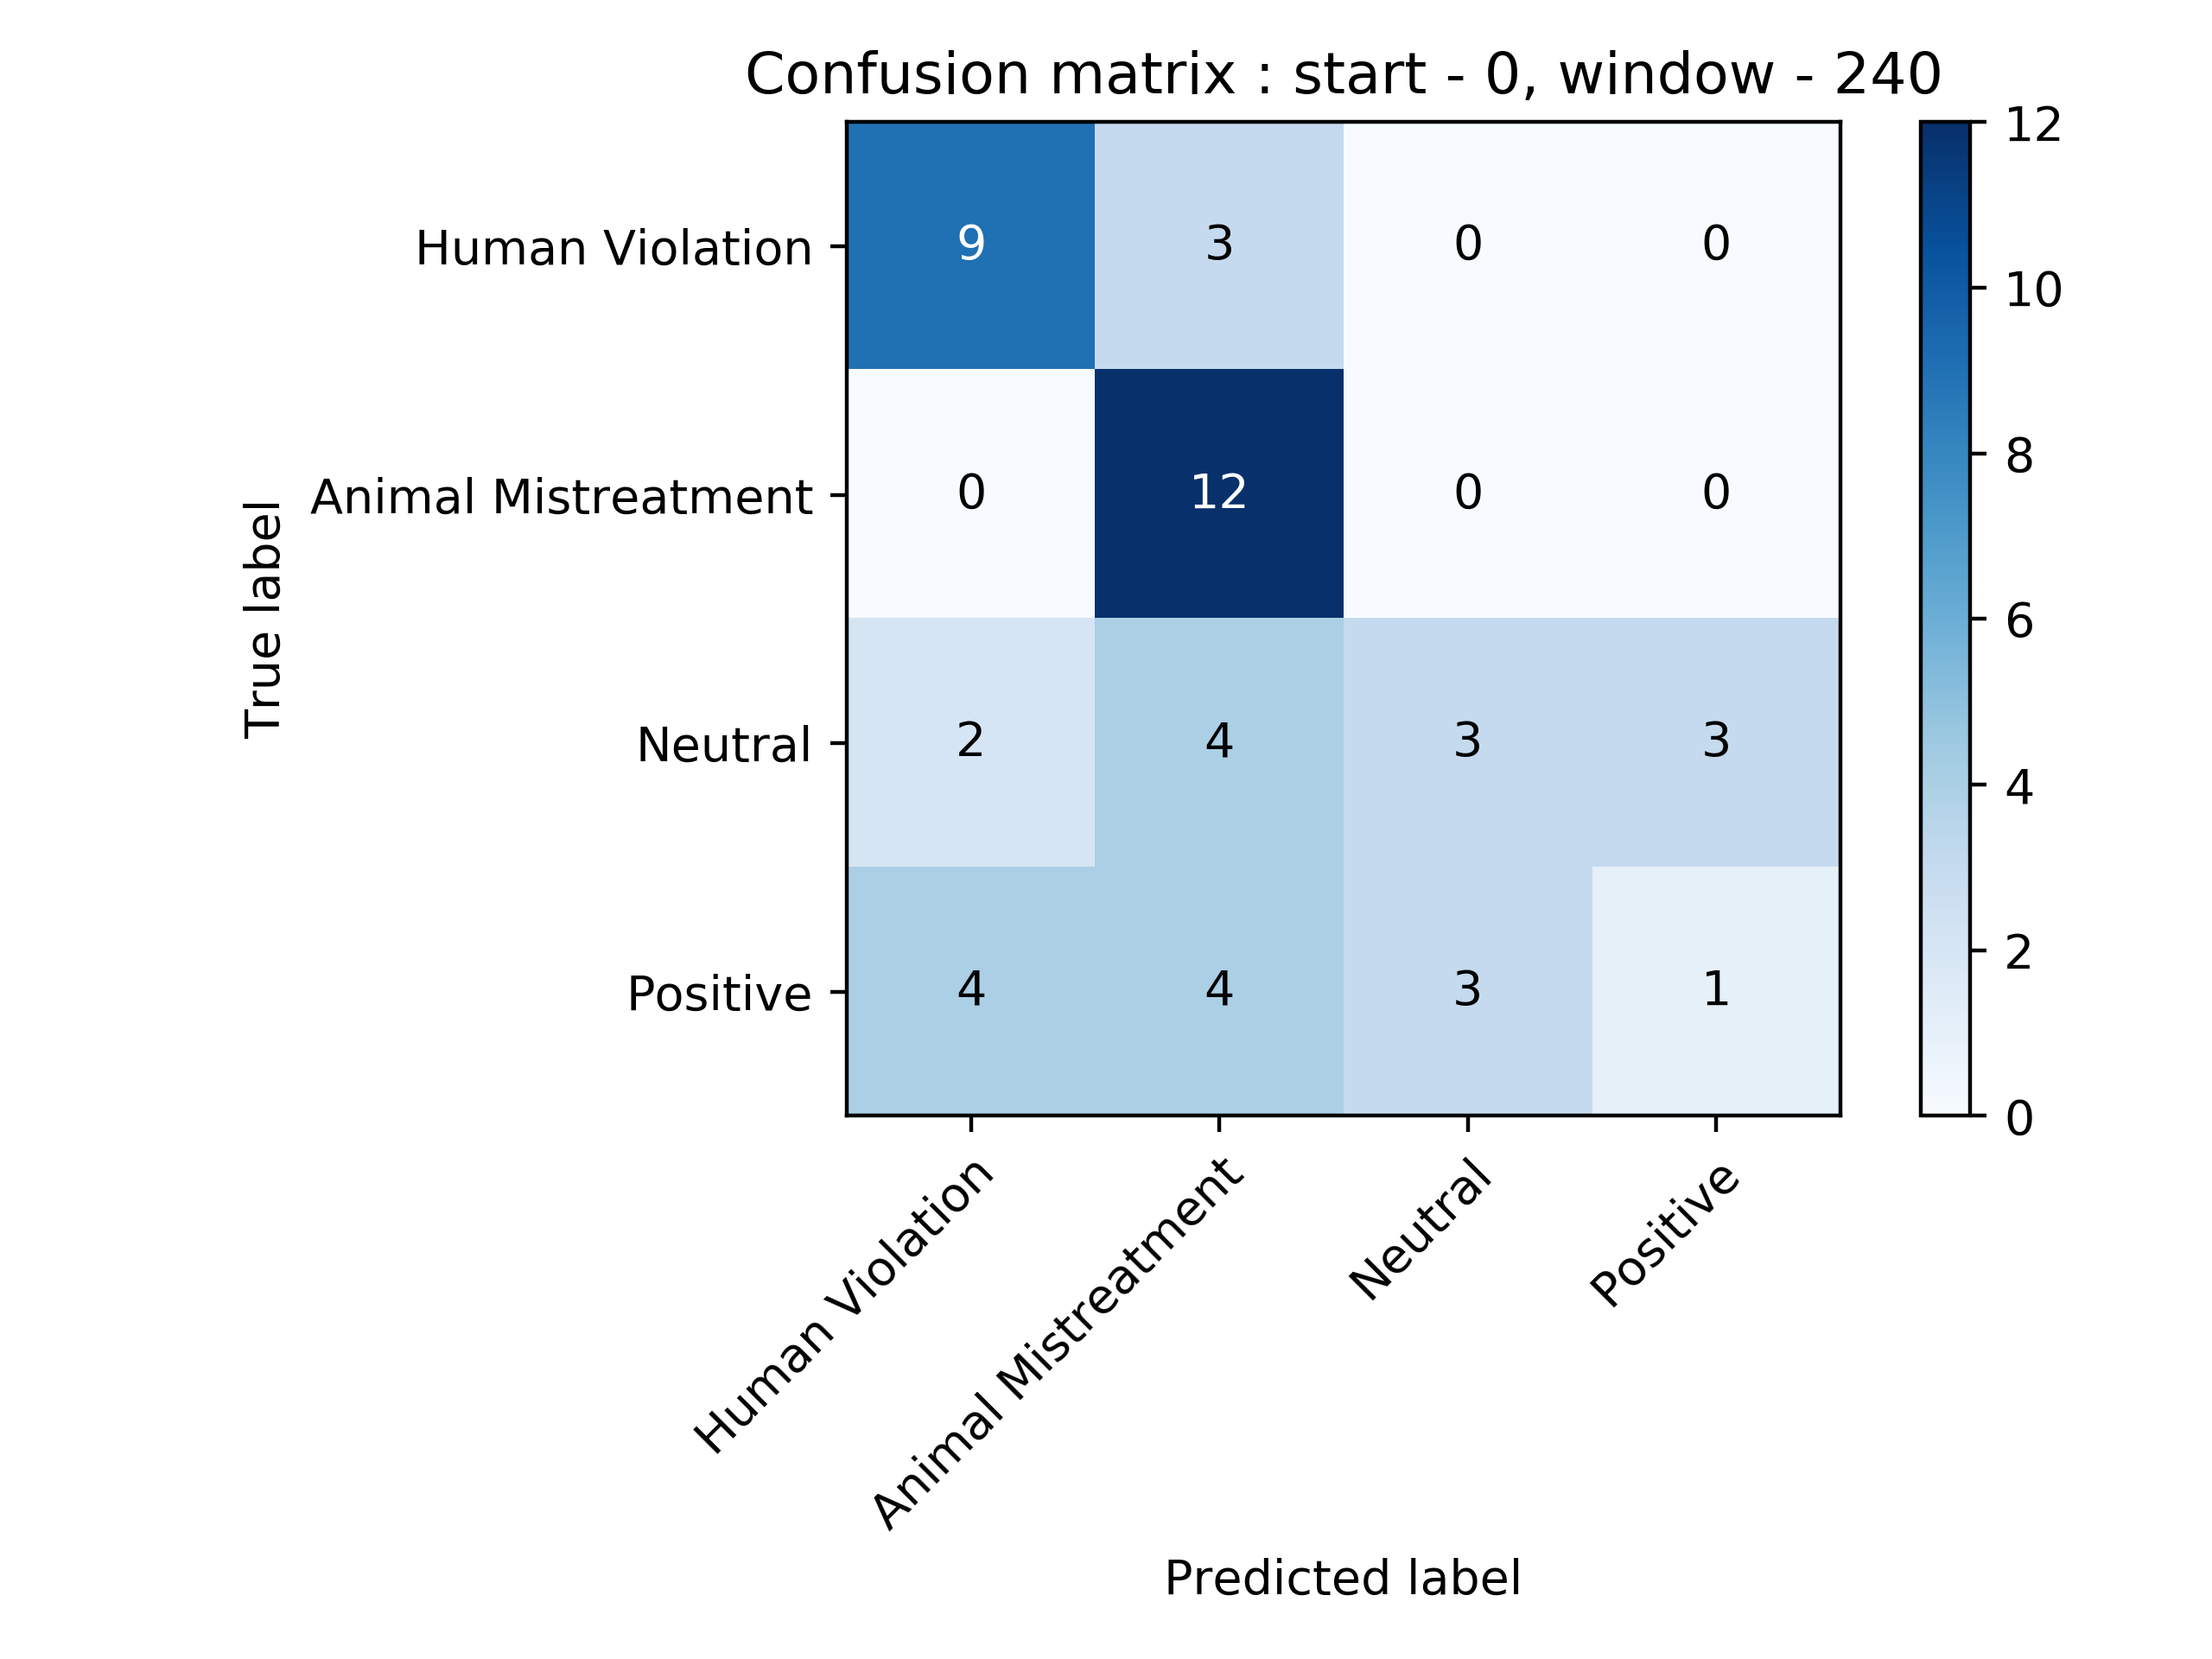 Confusion matrix : start - 0, window - 240
True label
Human Violation
9 3 0 0
Animal Mistreatment
0 12 0 0
Neutral
2 4 3 3
Positive
4 4 3 1
Human Violation
Animal Mistreatment
Neutral
Positive
Predicted label
12
10
8
6
4
2
0